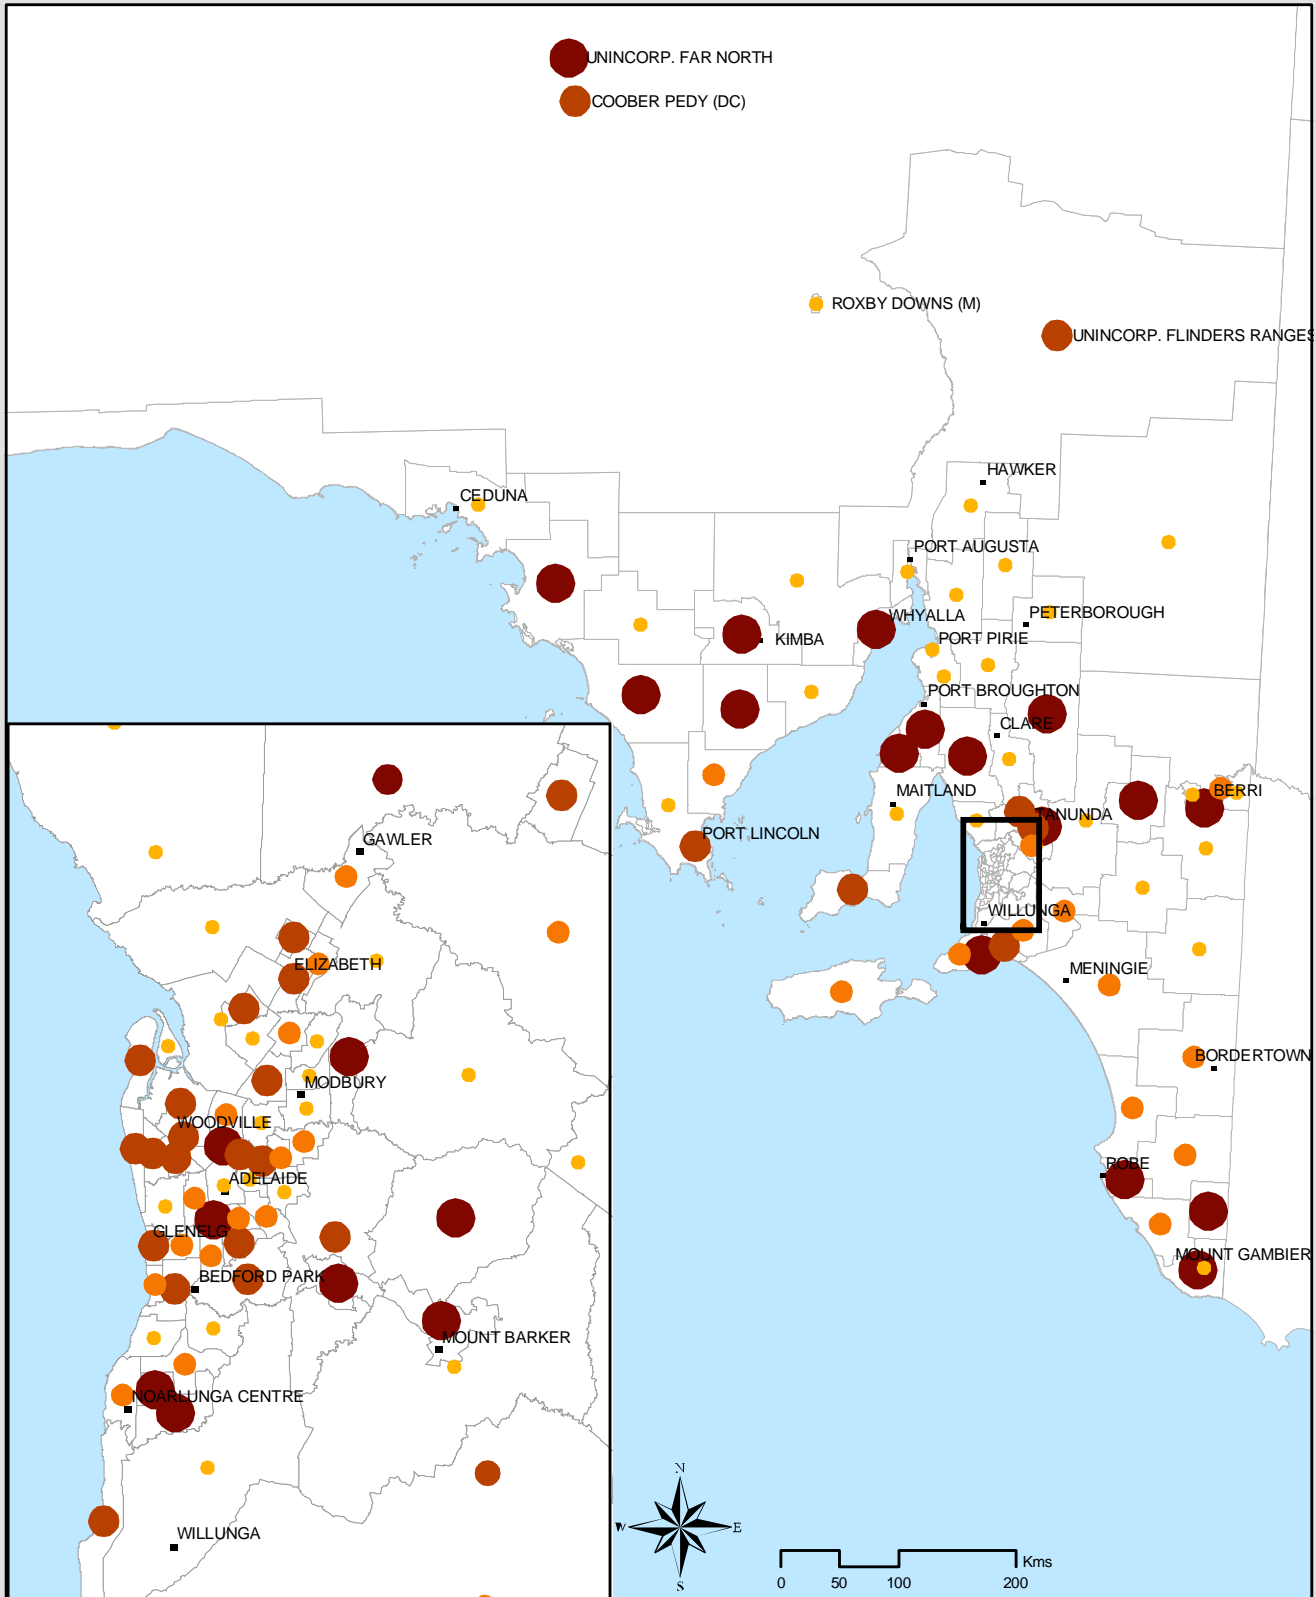 UNINCORP. FAR NORTH
COOBER PEDY (DC)
ROXBY DOWNS (M)
UNINCORP. FLINDERS RANGES
HAWKER
CEDUNA
PORT AUGUSTA
WHYALLA
PETERBOROUGH
KIMBA
PORT PIRIE
PORT BROUGHTON
CLARE
MAITLAND
BERRI
TANUNDA
PORT LINCOLN
WILLUNGA
MENINGIE
BORDERTOWN
ROBE
MOUNT GAMBIER
GAWLER
ELIZABETH
MODBURY
WOODVILLE
ADELAIDE
GLENELG
BEDFORD PARK
MOUNT BARKER
NOARLUNGA CENTRE
WILLUNGA
N
W E
S
Kms
0 50 100 200